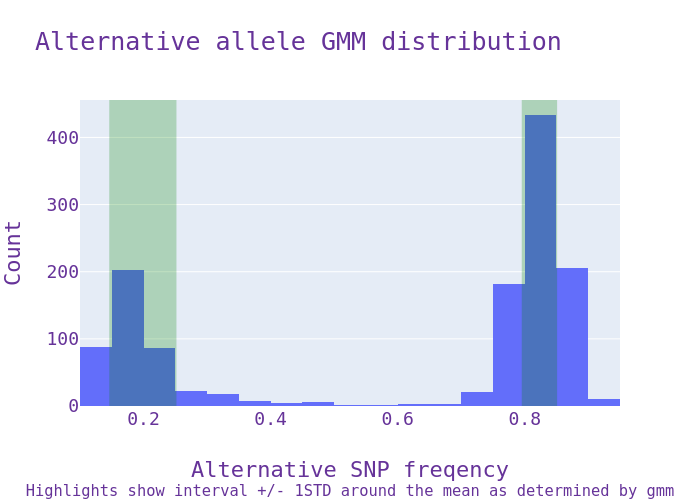 Alternative allele GMM distribution
400
300
200
100
0
Count
0.2 0.4 0.6 0.8
Alternative SNP freqency
Highlights show interval +/- 1STD around the mean as determined by gmm